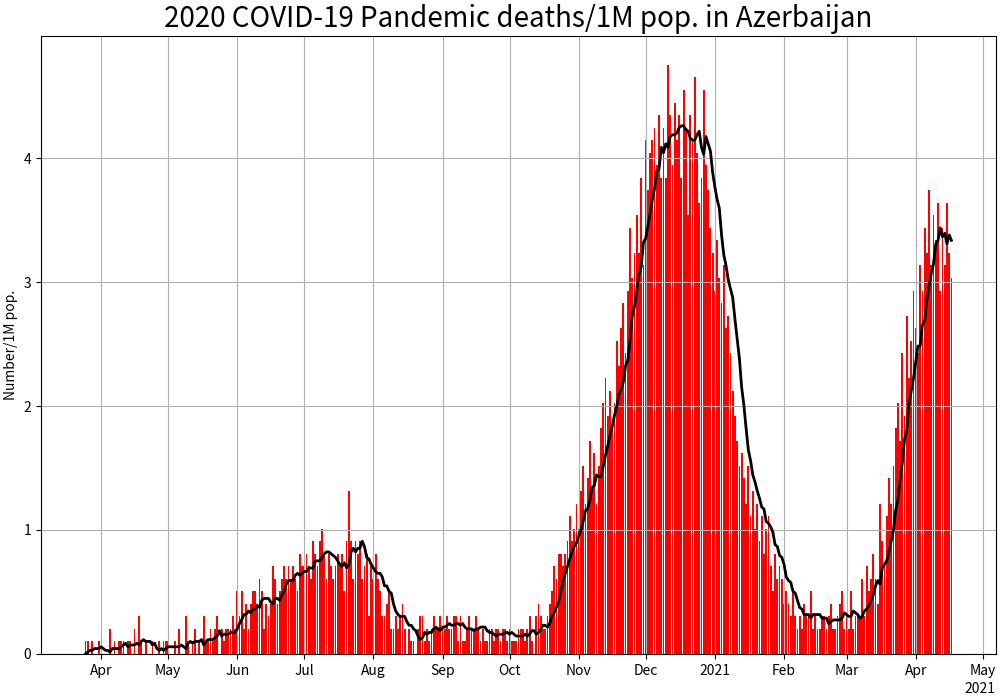 2020 COVID-19 Pandemic deaths/1M pop. in Azerbaijan
Number/1M pop.
4
3
2
1
0
Apr May Jun Jul Aug Sep Oct Nov Dec 2021 Feb Mar Apr May
2021